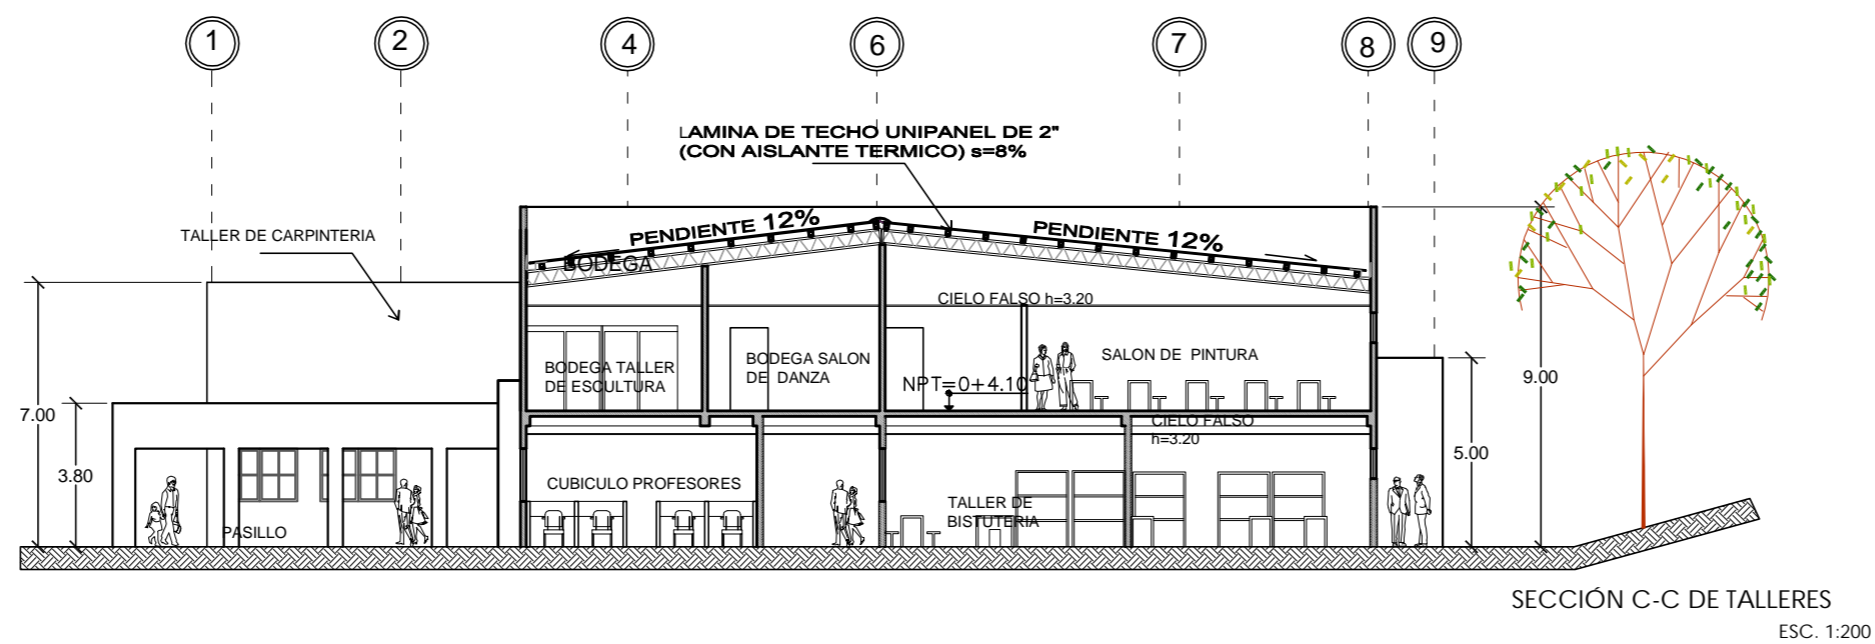 1
2
4
6
7
8
9
LAMINA DE TECHO UNIPANEL DE 2"
(CON AISLANTE TERMICO) s=8%
TALLER DE CARPINTERIA
PENDIENTE 12%
PENDIENTE 12%
BODEGA
CIELO FALSO h=3.20
BODEGA TALLER
DE ESCULTURA
BODEGA SALON
DE DANZA
NPT=0+4.10
SALON DE PINTURA
9.00
7.00
3.80
CIELO FALSO
h=3.20
5.00
CUBICULO PROFESORES
TALLER DE
BISTUTERIA
PASILLO
SECCIÓN C-C DE TALLERES
ESC. 1:200